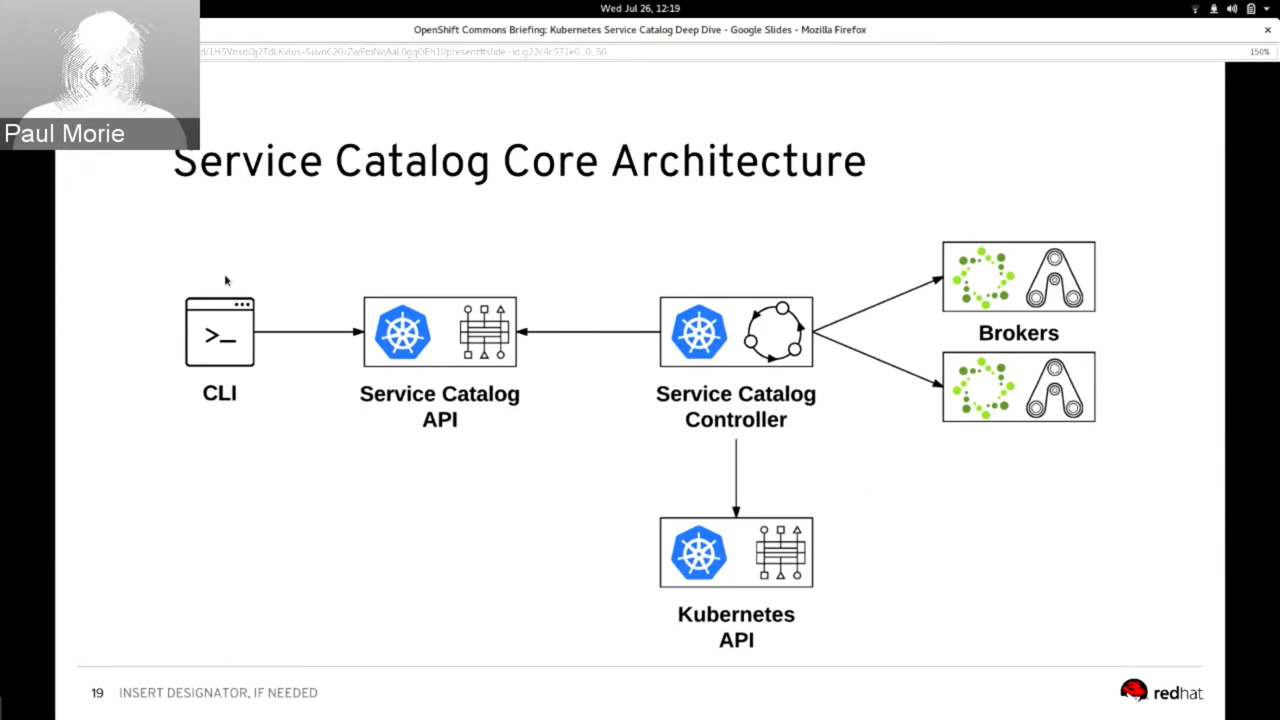 Wed Jul 26, 12:19
OpenShift Commons Briefing: Kubernetes Service Catalog Deep Dive - Google Slides - Mozilla Firefox
150%
Paul Morie
Service Catalog Core Architecture
>_
CLI
Service Catalog
API
Service Catalog
Controller
Brokers
Kubernetes
API
19 INSERT DESIGNATOR, IF NEEDED
redhat